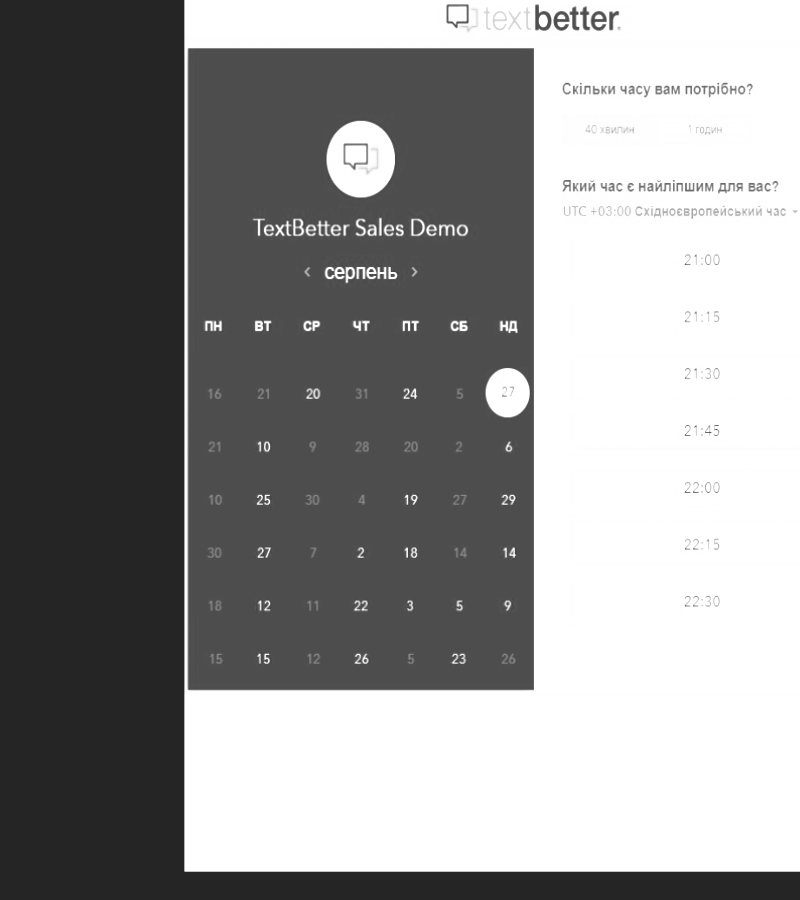 textbetter.
Скільки часу вам потрібно?
40 хвилин 1 годин
TextBetter Sales Demo
‹ серпень ›
ПН ВТ СР ЧТ ПТ СБ НД
16 21 20 31 24 5 27
21 10 9 28 20 2 6
10 25 30 4 19 27 29
30 27 7 2 18 14 14
18 12 11 22 3 5 9
15 15 12 26 5 23 26
Який час є найліпшим для вас?
UTC +03:00 Східноєвропейський час
21:00
21:15
21:30
21:45
22:00
22:15
22:30